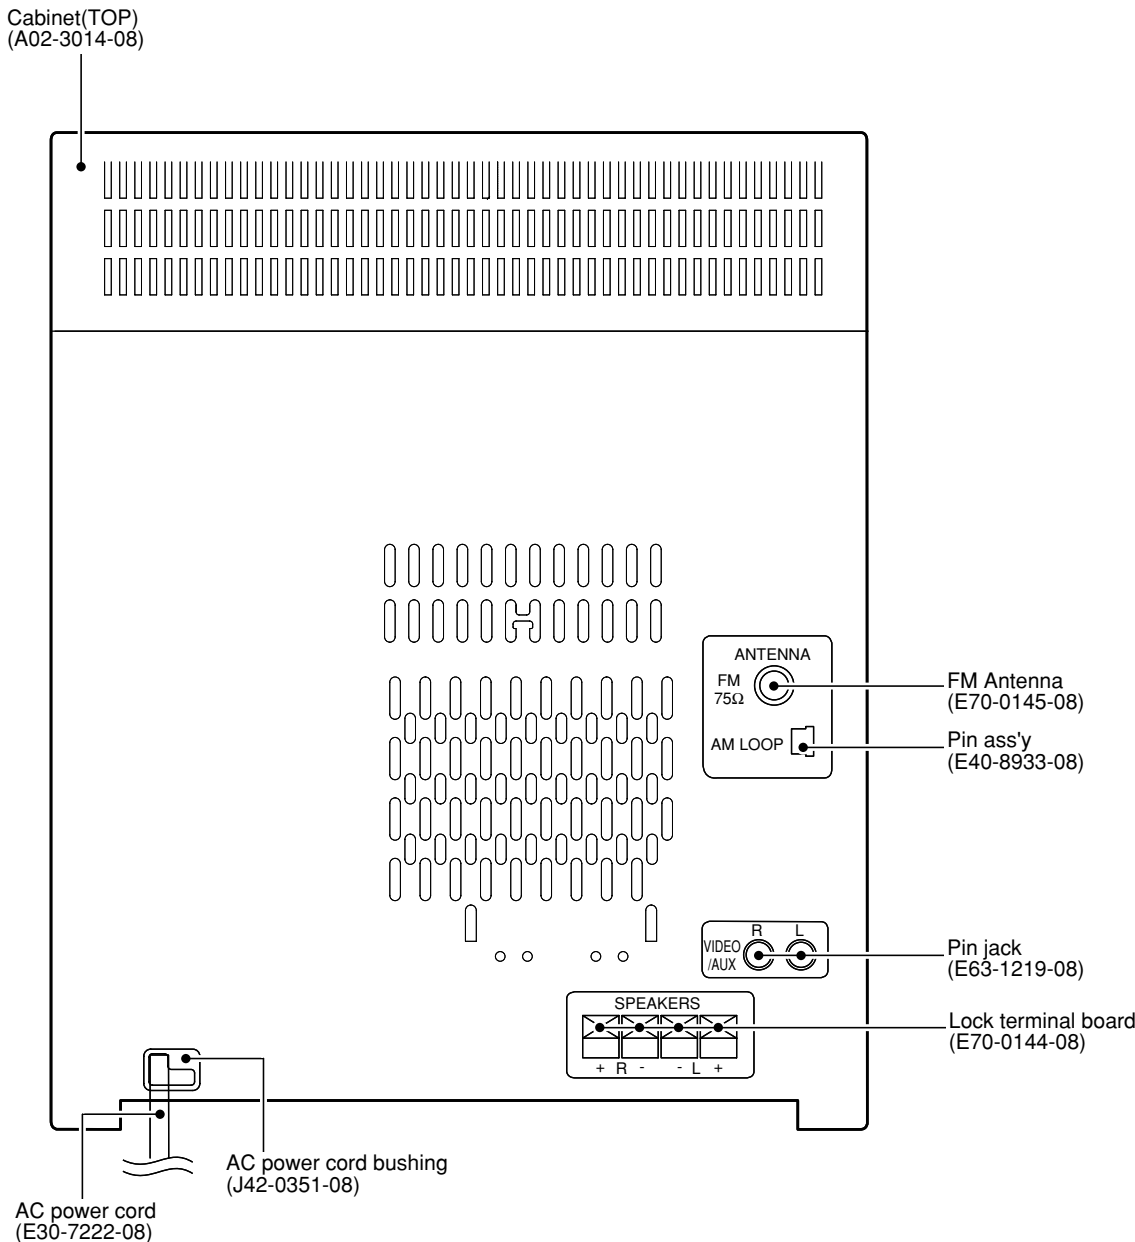 Cabinet(TOP)
(A02-3014-08)
ANTENNA
FM
75Ω
AM LOOP
FM Antenna
(E70-0145-08)
Pin ass'y
(E40-8933-08)
R L
VIDEO
/AUX
Pin jack
(E63-1219-08)
SPEAKERS
+ R - - L +
Lock terminal board
(E70-0144-08)
AC power cord bushing
(J42-0351-08)
AC power cord
(E30-7222-08)